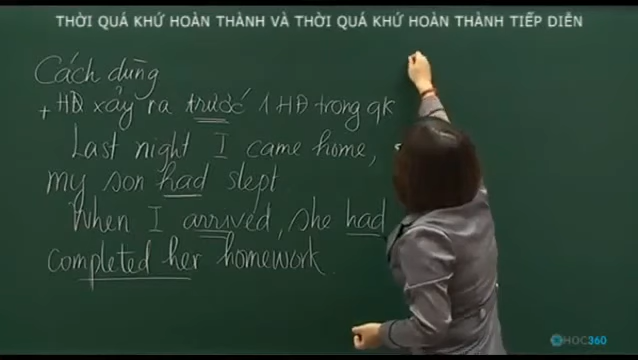 THỜI QUÁ KHỨ HOÀN THÀNH VÀ THỜI QUÁ KHỨ HOÀN THÀNH TIẾP DIỄN
Cách dùng
+ HĐ xảy ra trước 1 HĐ trong qk
Last night I came home,
my son had slept
When I arrived, she had
completed her homework.
HOC360